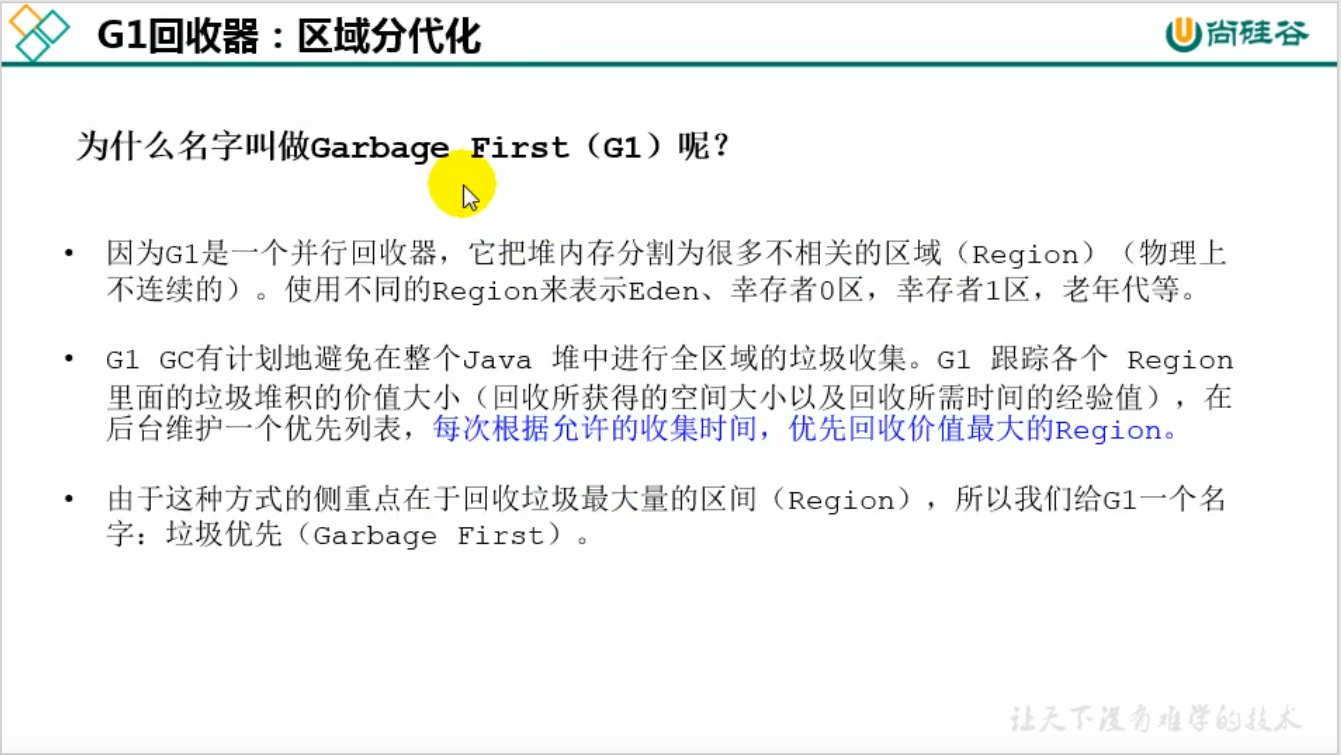 G1回收器：区域分代化
尚硅谷
为什么名字叫做Garbage First（G1）呢？
• 因为G1是一个并行回收器，它把堆内存分割为很多不相关的区域（Region）（物理上
不连续的）。使用不同的Region来表示Eden、幸存者0区，幸存者1区，老年代等。
• G1 GC有计划地避免在整个Java 堆中进行全区域的垃圾收集。G1 跟踪各个 Region
里面的垃圾堆积的价值大小（回收所获得的空间大小以及回收所需时间的经验值），在
后台维护一个优先列表，每次根据允许的收集时间，优先回收价值最大的Region。
• 由于这种方式的侧重点在于回收垃圾最大量的区间（Region），所以我们给G1一个名
字：垃圾优先（Garbage First）。
让天下没有难学的技术